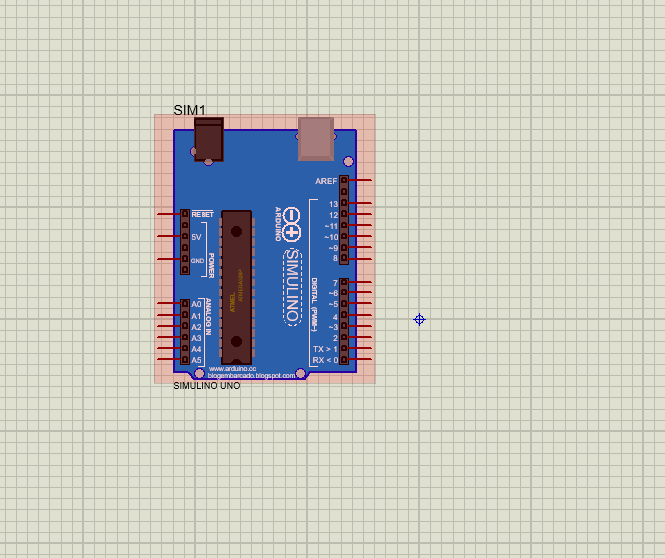 SIM1
AREF
13
12
~11
~10
~9
8
RESET
5V
GND
POWER
ARDUINO
SIMULINO
DIGITAL (PWM~)
7
~6
~5
4
~3
2
TX > 1
RX < 0
ANALOG IN
A0
A1
A2
A3
A4
A5
ATMEL
www.arduino.cc
blogembarcado.blogspot.com
SIMULINO UNO